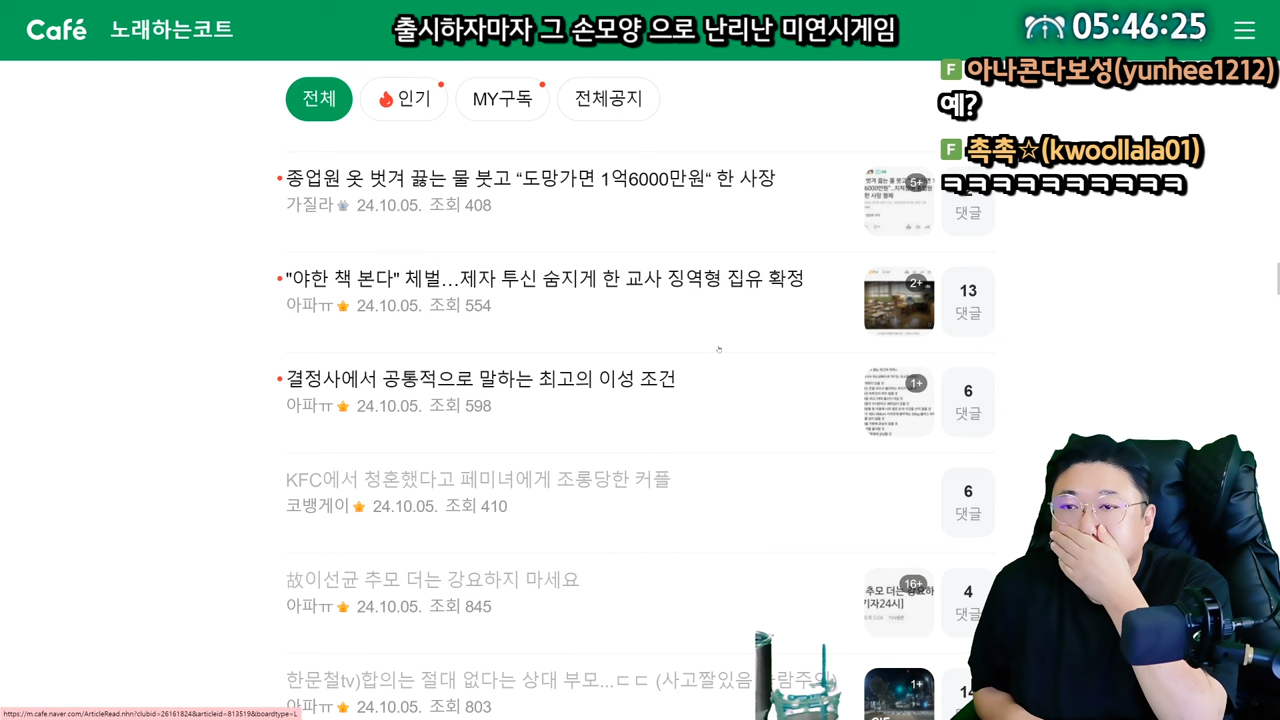 Café 노래하는코트
출시하자마자 그 손모양 으로 난리난 미연시게임
05:46:25
전체 인기 MY구독 전체공지
F 아나콘다보성(yunhee1212)
예?
F 촉촉☆(kwoollala01)
ㅋㅋㅋㅋㅋㅋㅋㅋㅋㅋ
종업원 옷 벗겨 끓는 물 붓고 “도망가면 1억6000만원“ 한 사장
가질라 24.10.05. 조회 408
5+
댓글
"야한 책 본다" 체벌…제자 투신 숨지게 한 교사 징역형 집유 확정
아파ㅠ 24.10.05. 조회 554
2+
13
댓글
결정사에서 공통적으로 말하는 최고의 이성 조건
아파ㅠ 24.10.05. 조회 598
1+
6
댓글
KFC에서 청혼했다고 페미녀에게 조롱당한 커플
코뱅게이 24.10.05. 조회 410
6
댓글
故이선균 추모 더는 강요하지 마세요
아파ㅠ 24.10.05. 조회 845
16+
추모 더는 강요하
기자24시]
4
댓글
한문철tv)합의는 절대 없다는 상대 부모...ㄷㄷ (사고짤있음
아파ㅠ 24.10.05. 조회 803
1+
14
https://m.cafe.naver.com/ArticleRead.nhn?clubid=26161824&articleid=813519&boardtype=L